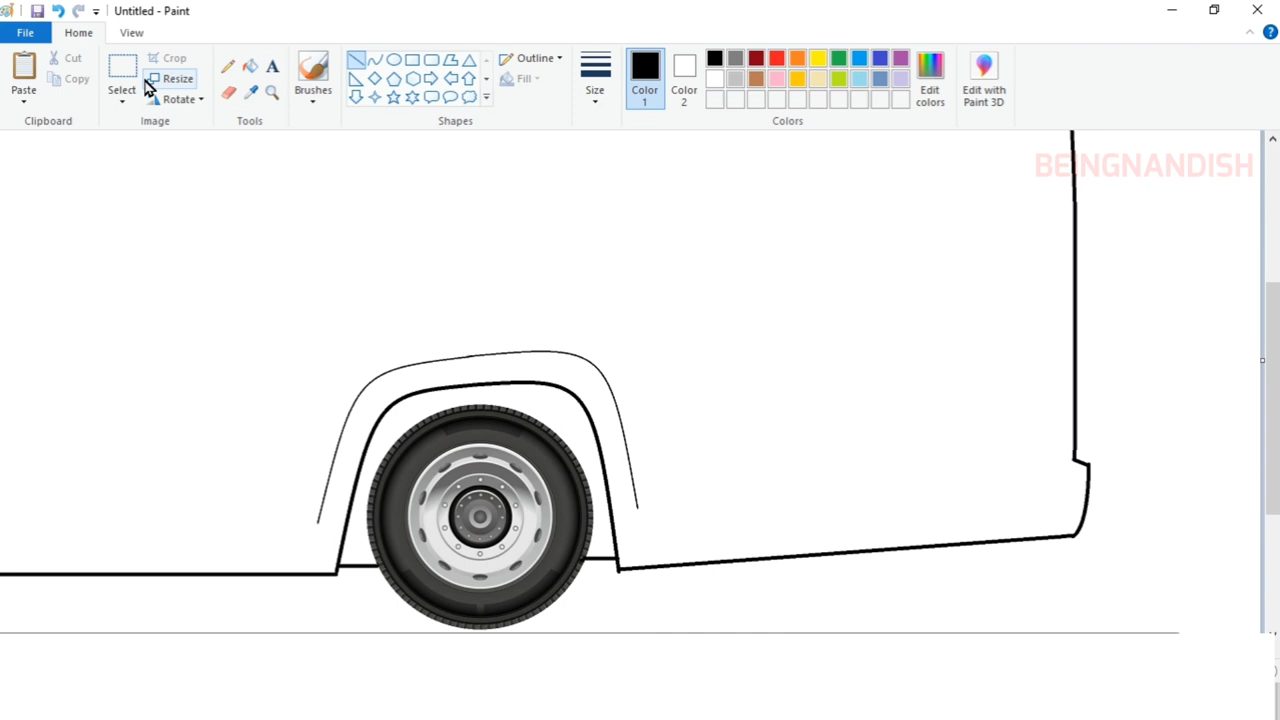 Untitled - Paint
File
Home
View
Paste
Cut
Copy
Clipboard
Select
Crop
Resize
Rotate
Image
A
Tools
Brushes
Outline
Fill
Shapes
Size
Color
1
Color
2
Edit
colors
Edit with
Paint 3D
Colors
?
BEINGNANDISH